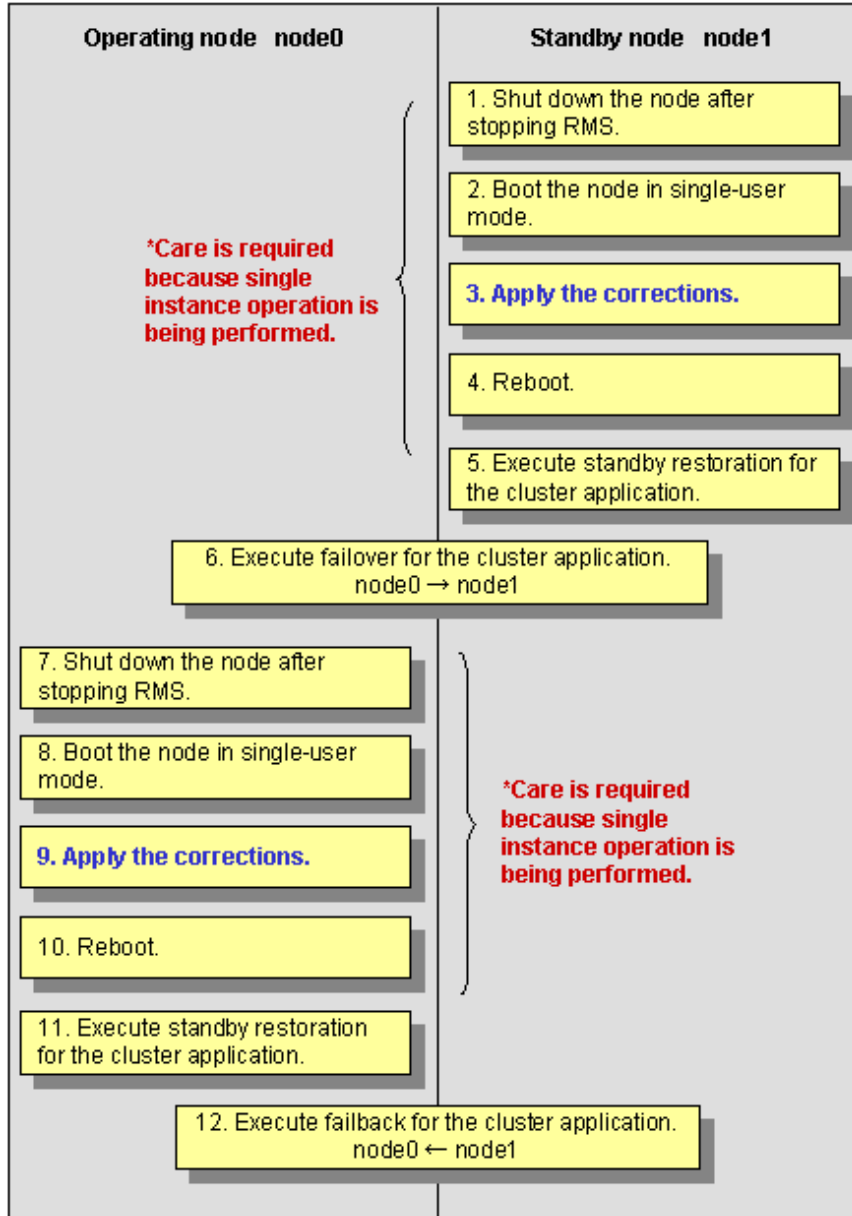 Operating node node0
Standby node node1
1. Shut down the node after
stopping RMS.
2. Boot the node in single-user
mode.
*Care is required
because single
instance operation is
being performed.
3. Apply the corrections.
4. Reboot.
5. Execute standby restoration for
the cluster application.
6. Execute failover for the cluster application.
node0 → node1
7. Shut down the node after
stopping RMS.
8. Boot the node in single-user
mode.
*Care is required
because single
instance operation is
being performed.
9. Apply the corrections.
10. Reboot.
11. Execute standby restoration
for the cluster application.
12. Execute failback for the cluster application.
node0 ← node1